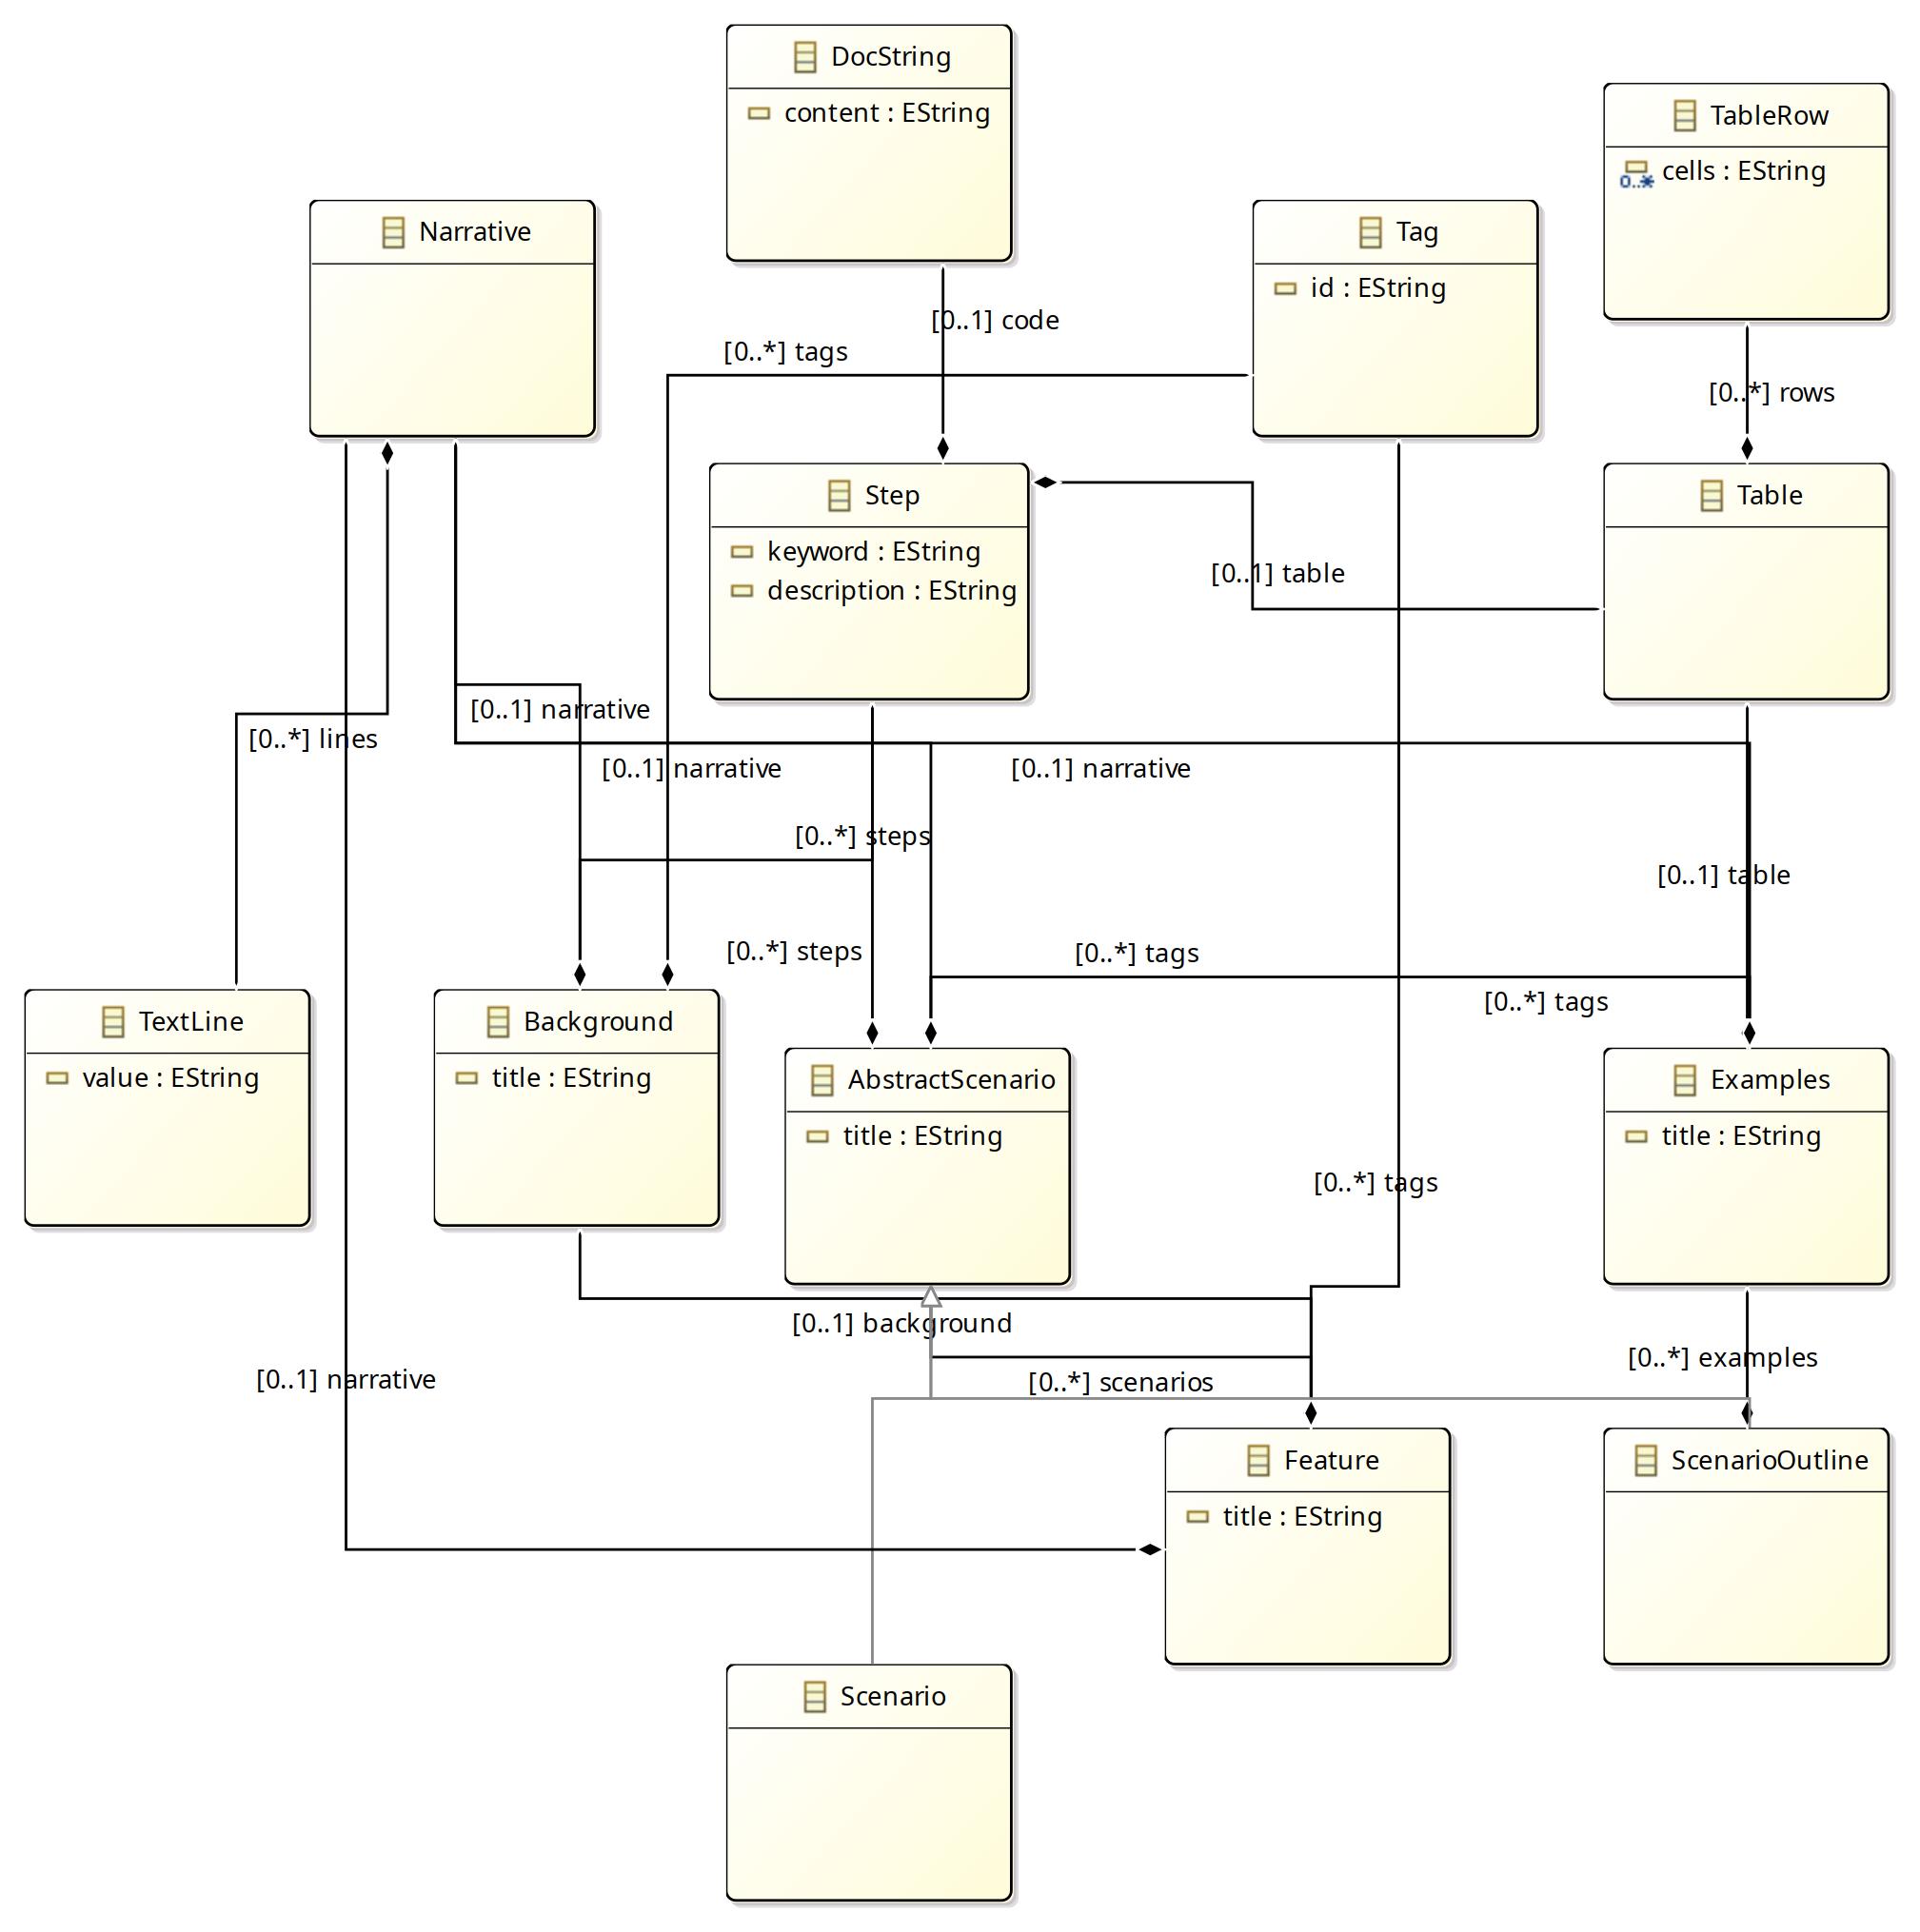 DocString
content : EString
TableRow
0..* cells : EString
Narrative
Tag
id : EString
[0..1] code
[0..*] tags
[0..*] rows
Step
keyword : EString
description : EString
Table
[0..1] table
[0..1] narrative
[0..*] lines
[0..1] narrative
[0..1] narrative
[0..*] steps
[0..1] table
[0..*] steps
[0..*] tags
[0..*] tags
TextLine
value : EString
Background
title : EString
AbstractScenario
title : EString
Examples
title : EString
[0..*] tags
[0..1] background
[0..*] examples
[0..1] narrative
[0..*] scenarios
Feature
title : EString
ScenarioOutline
Scenario